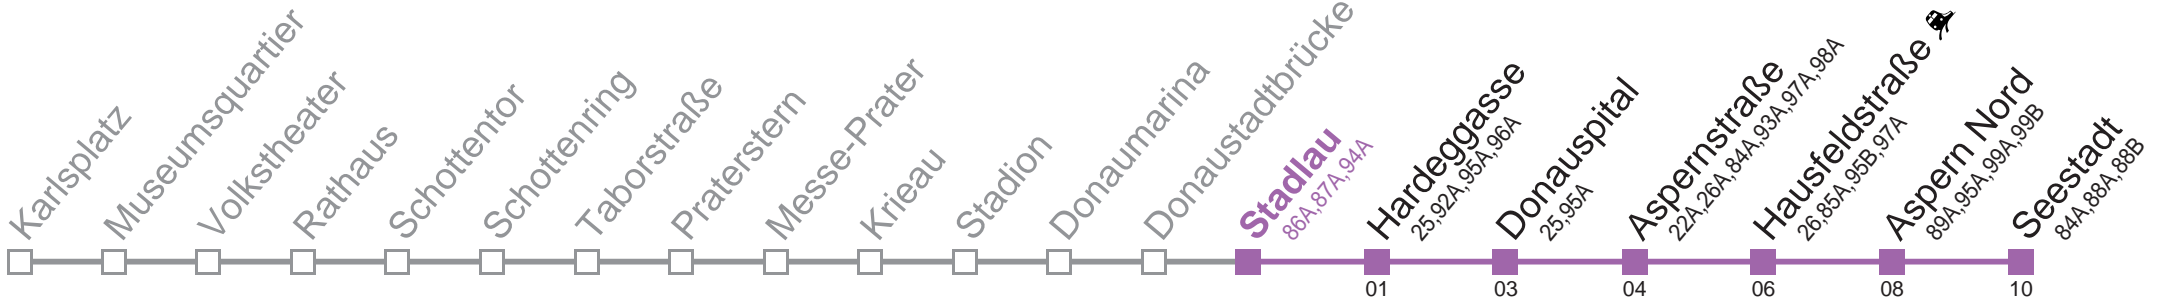 Karlsplatz
Museumsquartier
Volkstheater
Rathaus
Schottentor
Schottenring
Taborstraße
Praterstern
Messe-Prater
Krieau
Stadion
Donaumarina
Donaustadtbrücke
Stadlau
86A,87A,94A
Hardeggasse
25,92A,95A,96A
Donauspital
25,95A
Aspernstraße
22A,26A,84A,93A,97A,98A
Hausfeldstraße
26,85A,95B,97A
Aspern Nord
89A,95A,99A,99B
Seestadt
84A,88A,88B
01
03
04
06
08
10